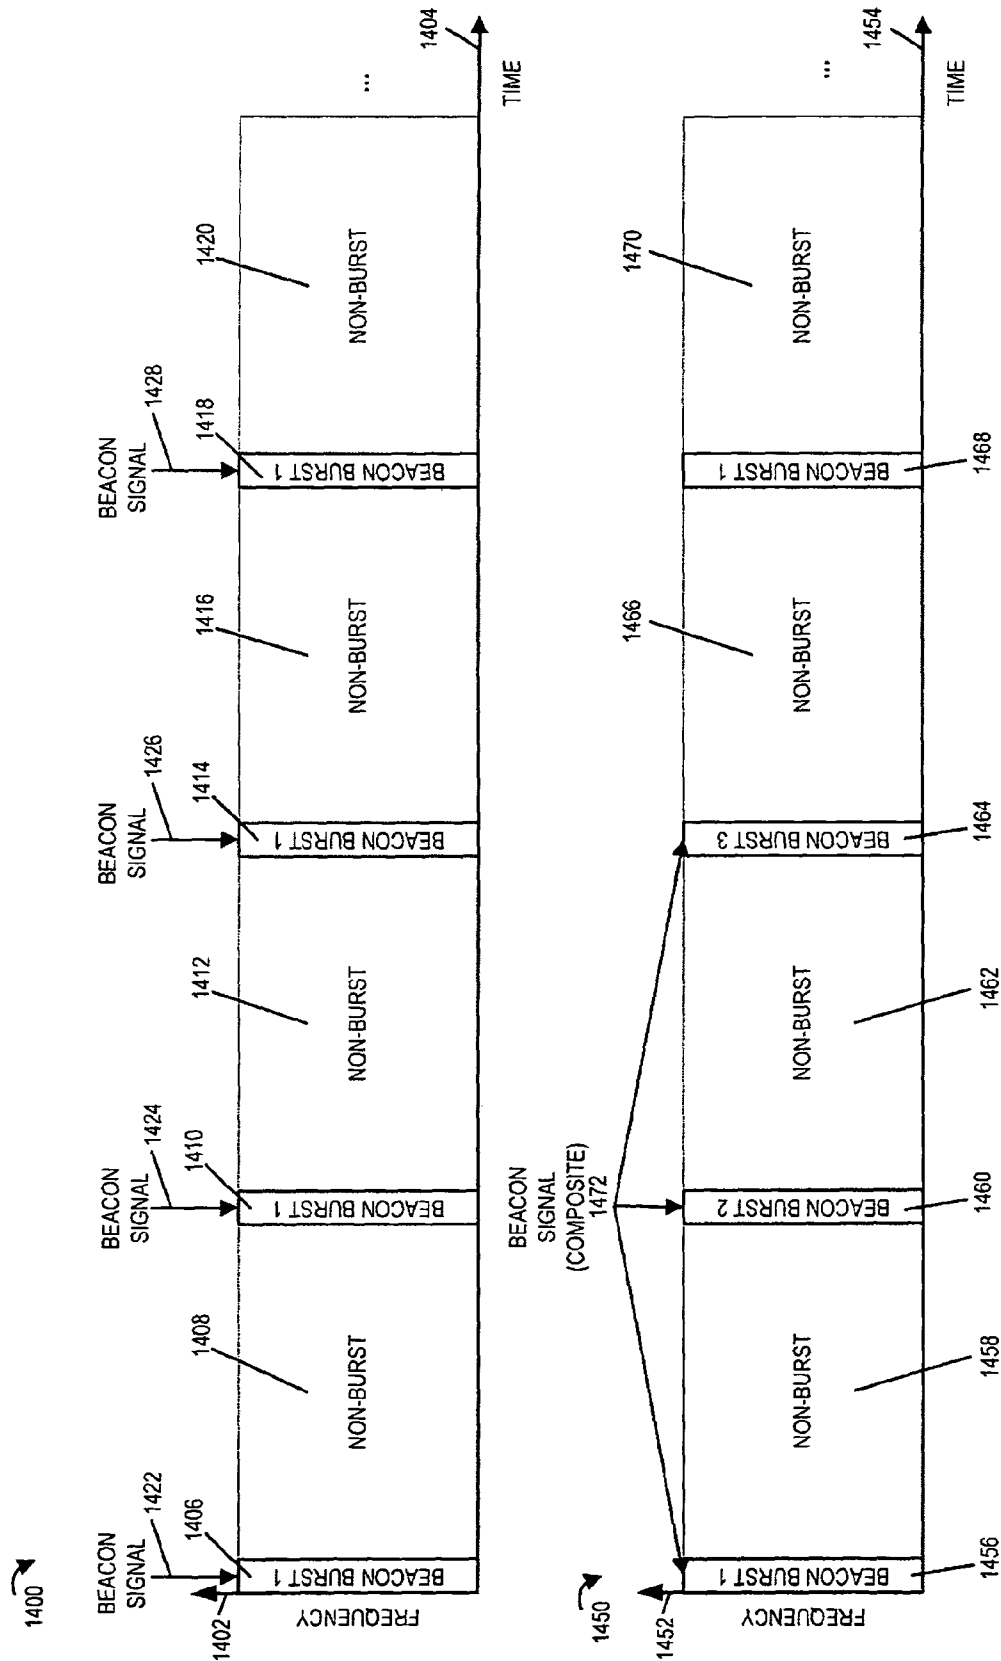 1400
FREQUENCY
1402
BEACON
SIGNAL
1422
1406
BEACON BURST 1
NON-BURST
1408
BEACON
SIGNAL
1424
1410
BEACON BURST 1
NON-BURST
1412
BEACON
SIGNAL
1426
1414
BEACON BURST 1
NON-BURST
1416
BEACON
SIGNAL
1428
1418
BEACON BURST 1
NON-BURST
1420
...
TIME
1404
1450
FREQUENCY
1452
BEACON
SIGNAL
(COMPOSITE)
1472
BEACON BURST 1
1456
NON-BURST
1458
BEACON BURST 2
1460
NON-BURST
1462
BEACON BURST 3
1464
NON-BURST
1466
BEACON BURST 1
1468
NON-BURST
1470
...
TIME
1454